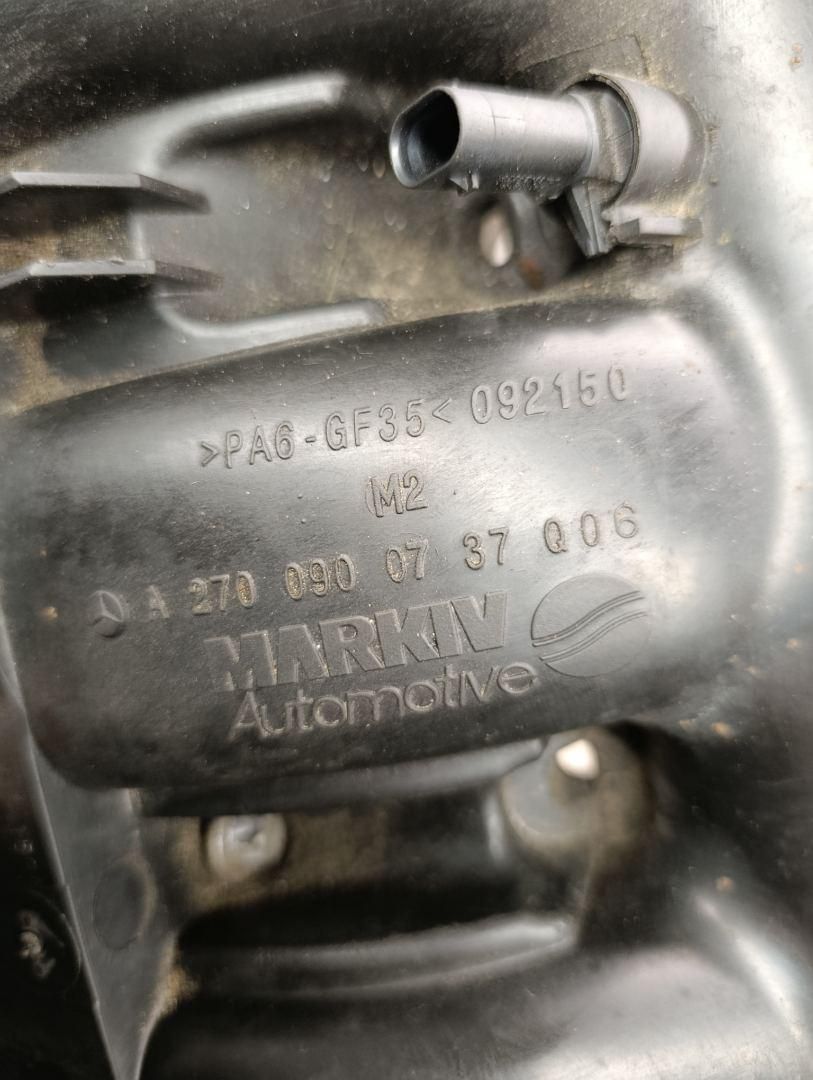 >PA6-GF35< 092150
M2
A 270 090 07 37 Q06
MARKIV
Automotive